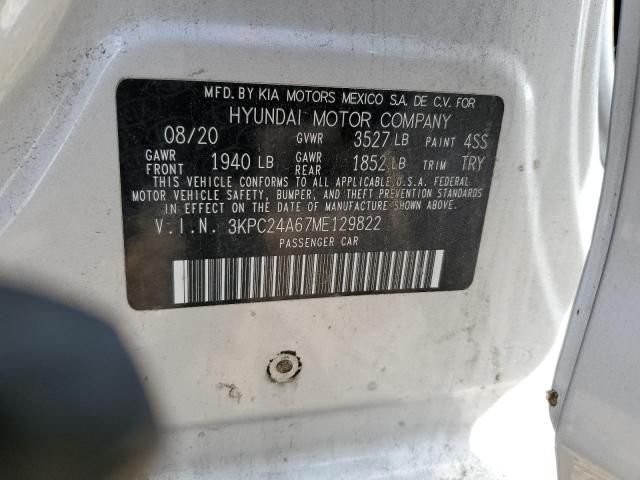 MFD. BY KIA MOTORS MEXICO S.A. DE C.V. FOR
HYUNDAI MOTOR COMPANY
08/20 GVWR 3527 LB PAINT 4SS
GAWR FRONT 1940 LB GAWR REAR 1852 LB TRIM TRY
THIS VEHICLE CONFORMS TO ALL APPLICABLE U.S.A. FEDERAL
MOTOR VEHICLE SAFETY, BUMPER, AND THEFT PREVENTION STANDARDS
IN EFFECT ON THE DATE OF MANUFACTURE SHOWN ABOVE.
V.I.N. 3KPC24A67ME129822
PASSENGER CAR